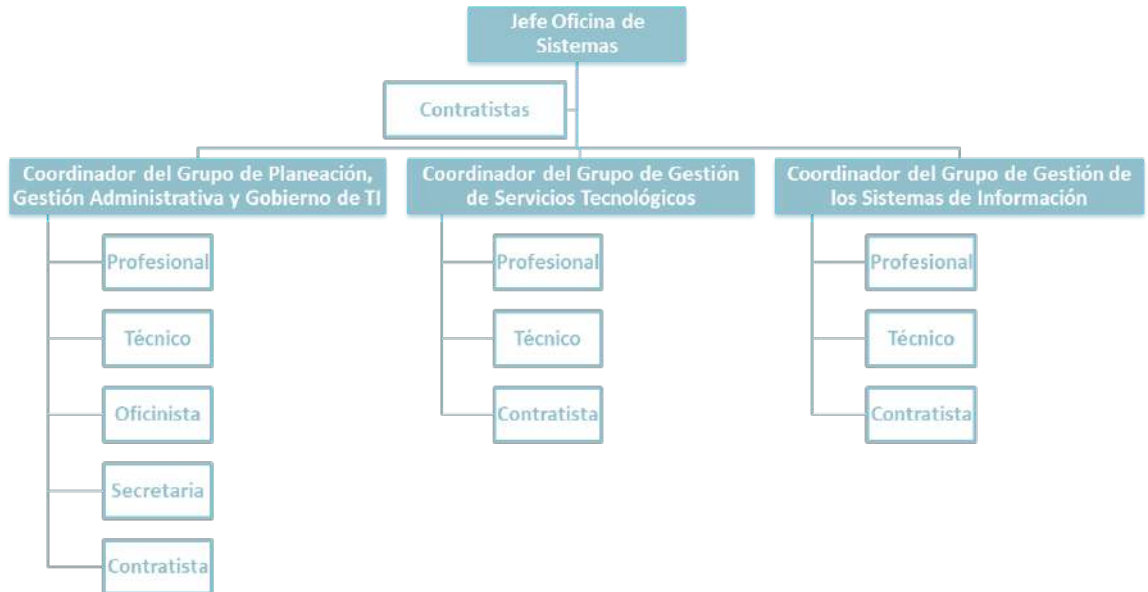 Jefe Oficina de
Sistemas
Contratistas
Coordinador del Grupo de Planeación,
Gestión Administrativa y Gobierno de TI
Profesional
Técnico
Oficinista
Secretaria
Contratista
Coordinador del Grupo de Gestión
de Servicios Tecnológicos
Profesional
Técnico
Contratista
Coordinador del Grupo de Gestión de
los Sistemas de Información
Profesional
Técnico
Contratista